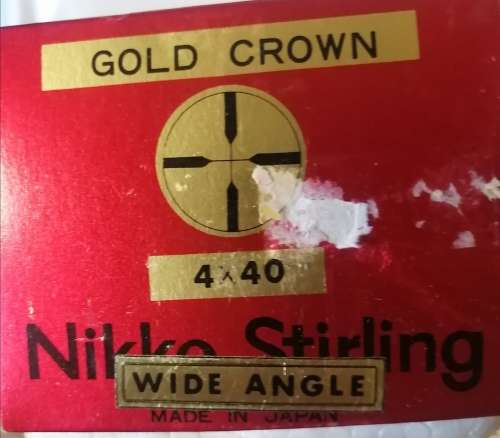 GOLD CROWN
4x40
Nikko Stirling
WIDE ANGLE
MADE IN JAPAN